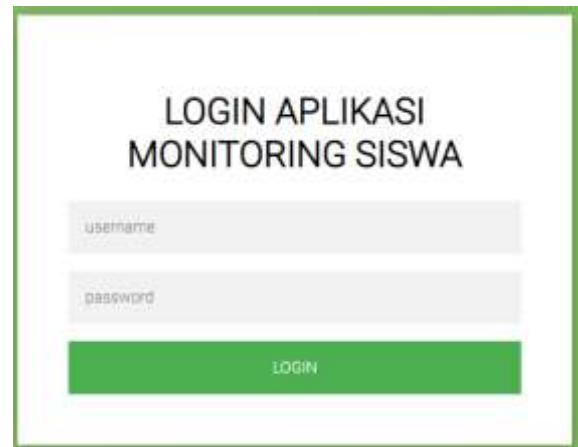 LOGIN APLIKASI
MONITORING SISWA
username
password
LOGIN